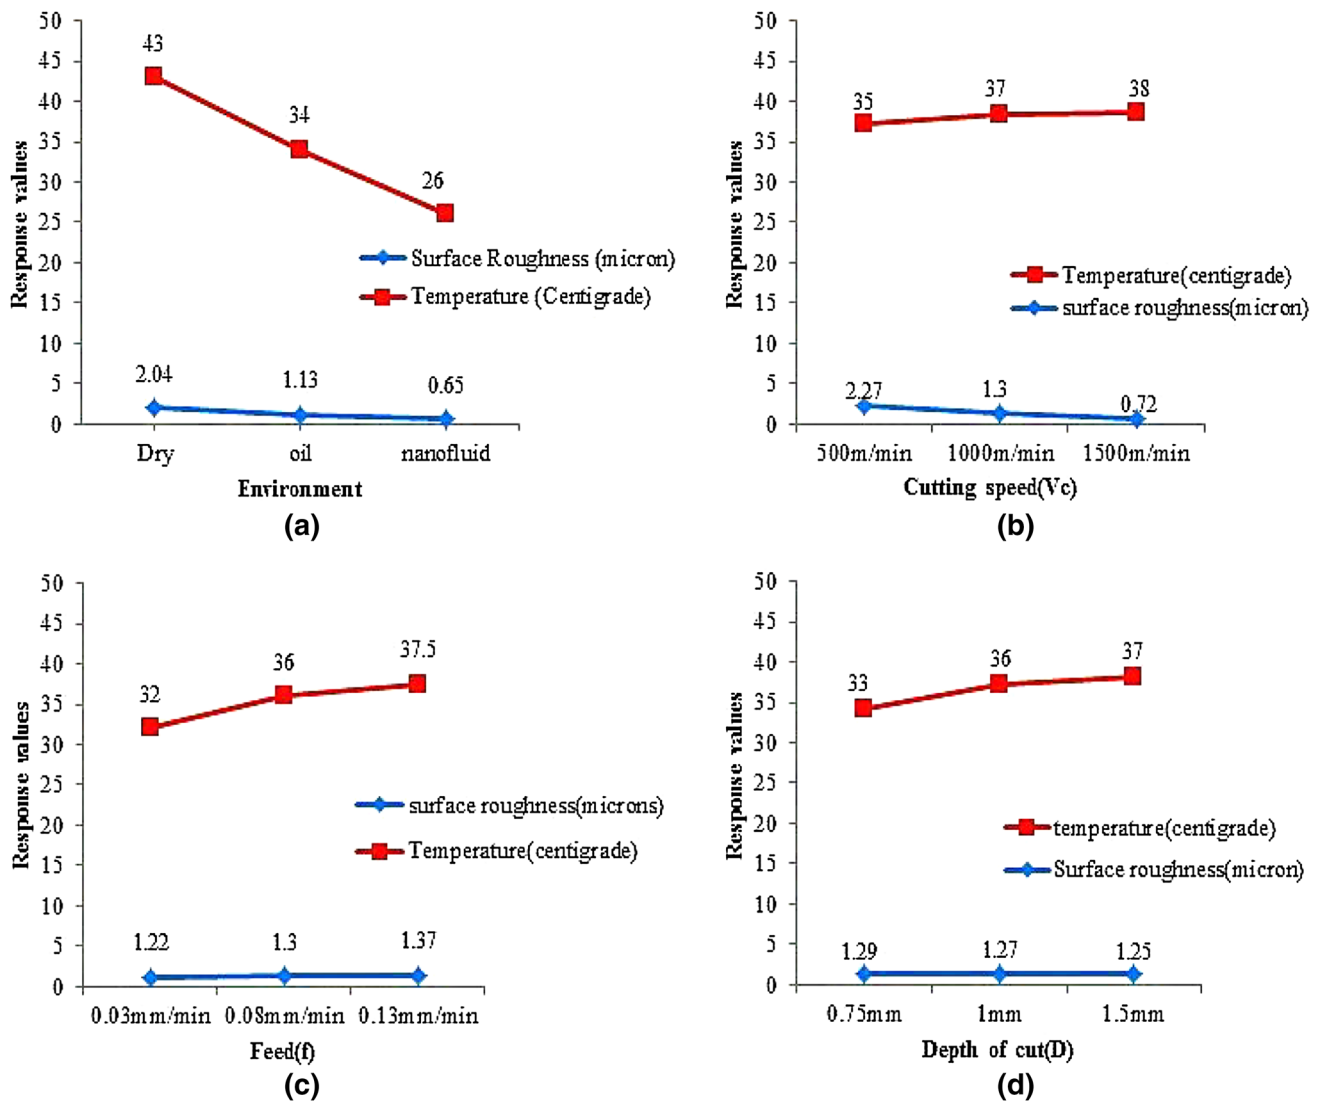 50
45
40
35
30
25
20
15
10
5
0
Response values
43
34
26
2.04
1.13
0.65
Surface Roughness (micron)
Temperature (Centigrade)
Dry oil nanofluid
Environment
(a)
50
45
40
35
30
25
20
15
10
5
0
Response values
35
37
38
2.27
1.3
0.72
Temperature(centigrade)
surface roughness(micron)
500m/min 1000m/min 1500m/min
Cutting speed(Vc)
(b)
50
45
40
35
30
25
20
15
10
5
0
Response values
32
36
37.5
1.22
1.3
1.37
surface roughness(microns)
Temperature(centigrade)
0.03mm/min 0.08mm/min 0.13mm/min
Feed(f)
(c)
50
45
40
35
30
25
20
15
10
5
0
Response values
33
36
37
1.29
1.27
1.25
temperature(centigrade)
Surface roughness(micron)
0.75mm 1mm 1.5mm
Depth of cut(D)
(d)